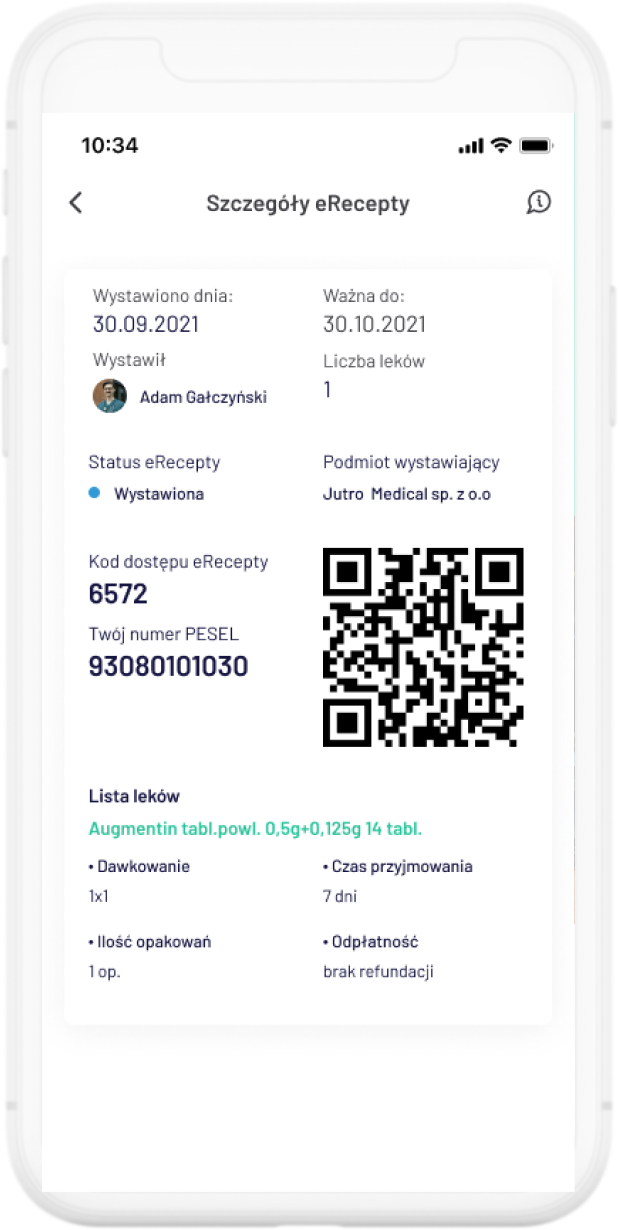 10:34
Szczegóły eRecepty
Wystawiono dnia:
30.09.2021
Ważna do:
30.10.2021
Wystawił
Adam Gałczyński
Liczba leków
1
Status eRecepty
Wystawiona
Podmiot wystawiający
Jutro Medical sp. z o.o
Kod dostępu eRecepty
6572
Twój numer PESEL
93080101030
Lista leków
Augmentin tabl.powl. 0,5g+0,125g 14 tabl.
• Dawkowanie
1x1
• Czas przyjmowania
7 dni
• Ilość opakowań
1 op.
• Odpłatność
brak refundacji